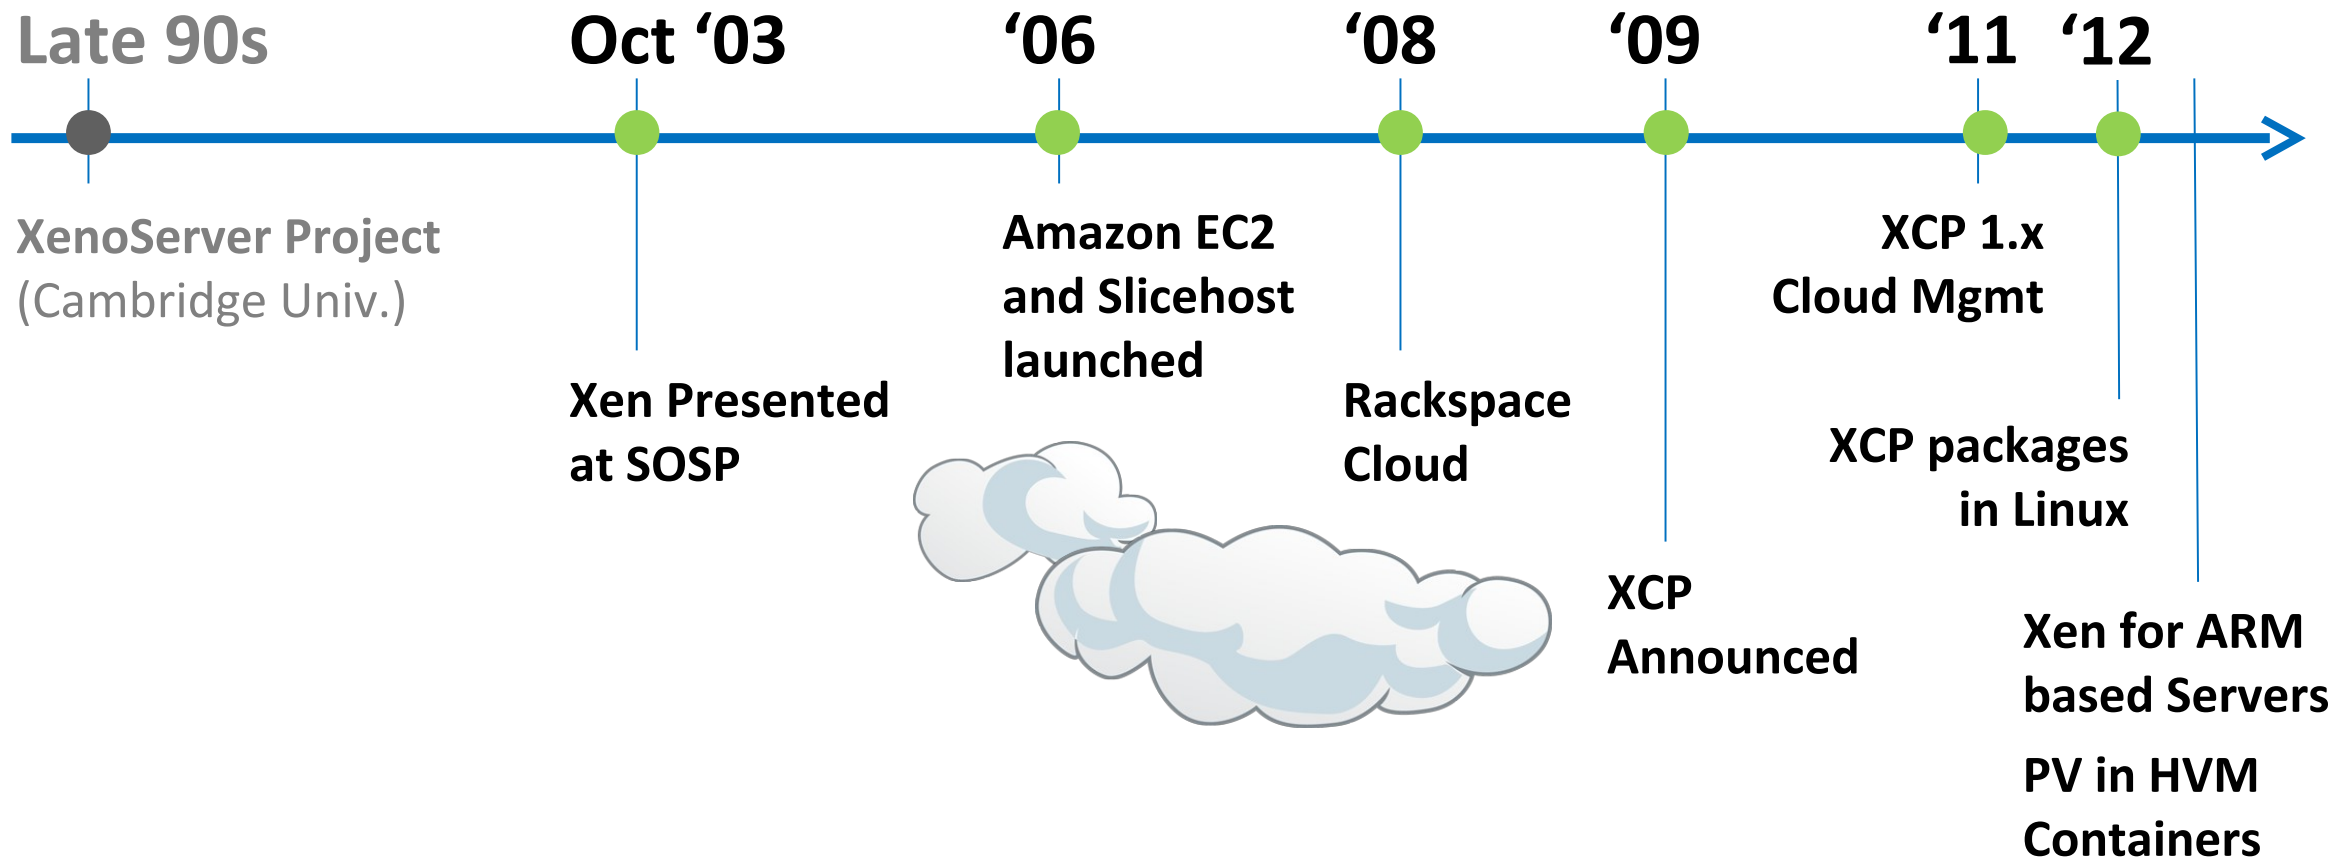 Late 90s
Oct ‘03
‘06
‘08
‘09
‘11
‘12
XenoServer Project
(Cambridge Univ.)
Xen Presented
at SOSP
Amazon EC2
and Slicehost
launched
Rackspace
Cloud
XCP
Announced
XCP 1.x
Cloud Mgmt
XCP packages
in Linux
Xen for ARM
based Servers
PV in HVM
Containers